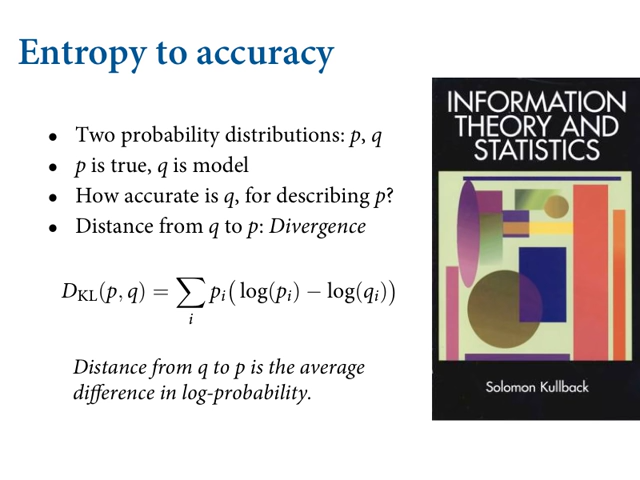 Entropy to accuracy
• Two probability distributions: p, q
• p is true, q is model
• How accurate is q, for describing p?
• Distance from q to p: Divergence
D_KL(p, q) = ∑_i p_i(log(p_i) − log(q_i))
Distance from q to p is the average
difference in log-probability.
INFORMATION
THEORY AND
STATISTICS
Solomon Kullback